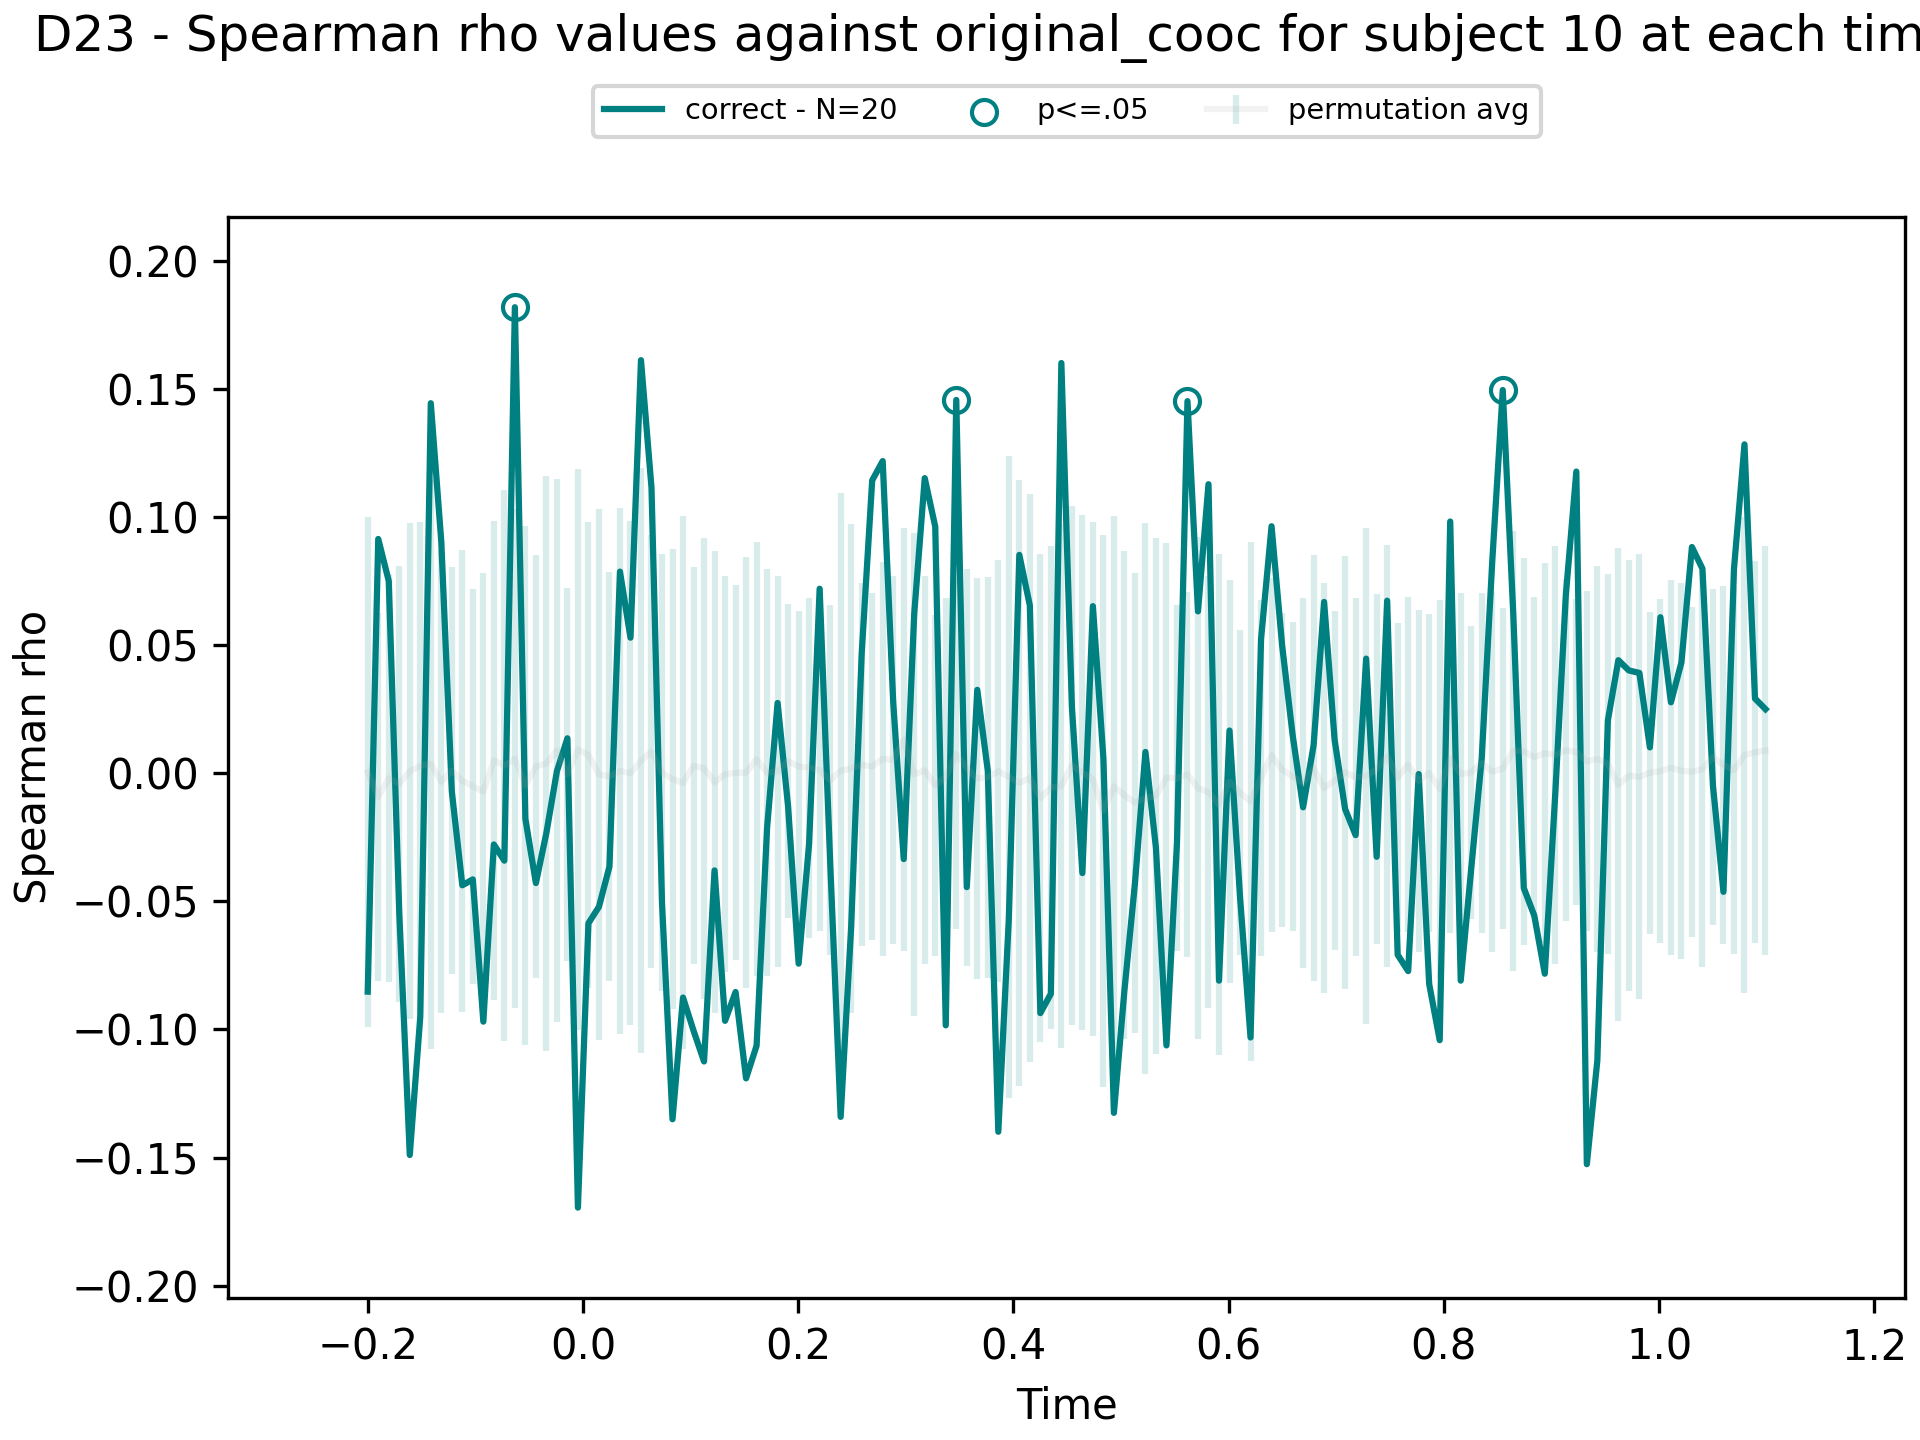 D23 - Spearman rho values against original_cooc for subject 10 at each tim
correct - N=20 p<=.05 permutation avg
0.20
0.15
0.10
0.05
0.00
−0.05
−0.10
−0.15
−0.20
Spearman rho
−0.2 0.0 0.2 0.4 0.6 0.8 1.0 1.2
Time